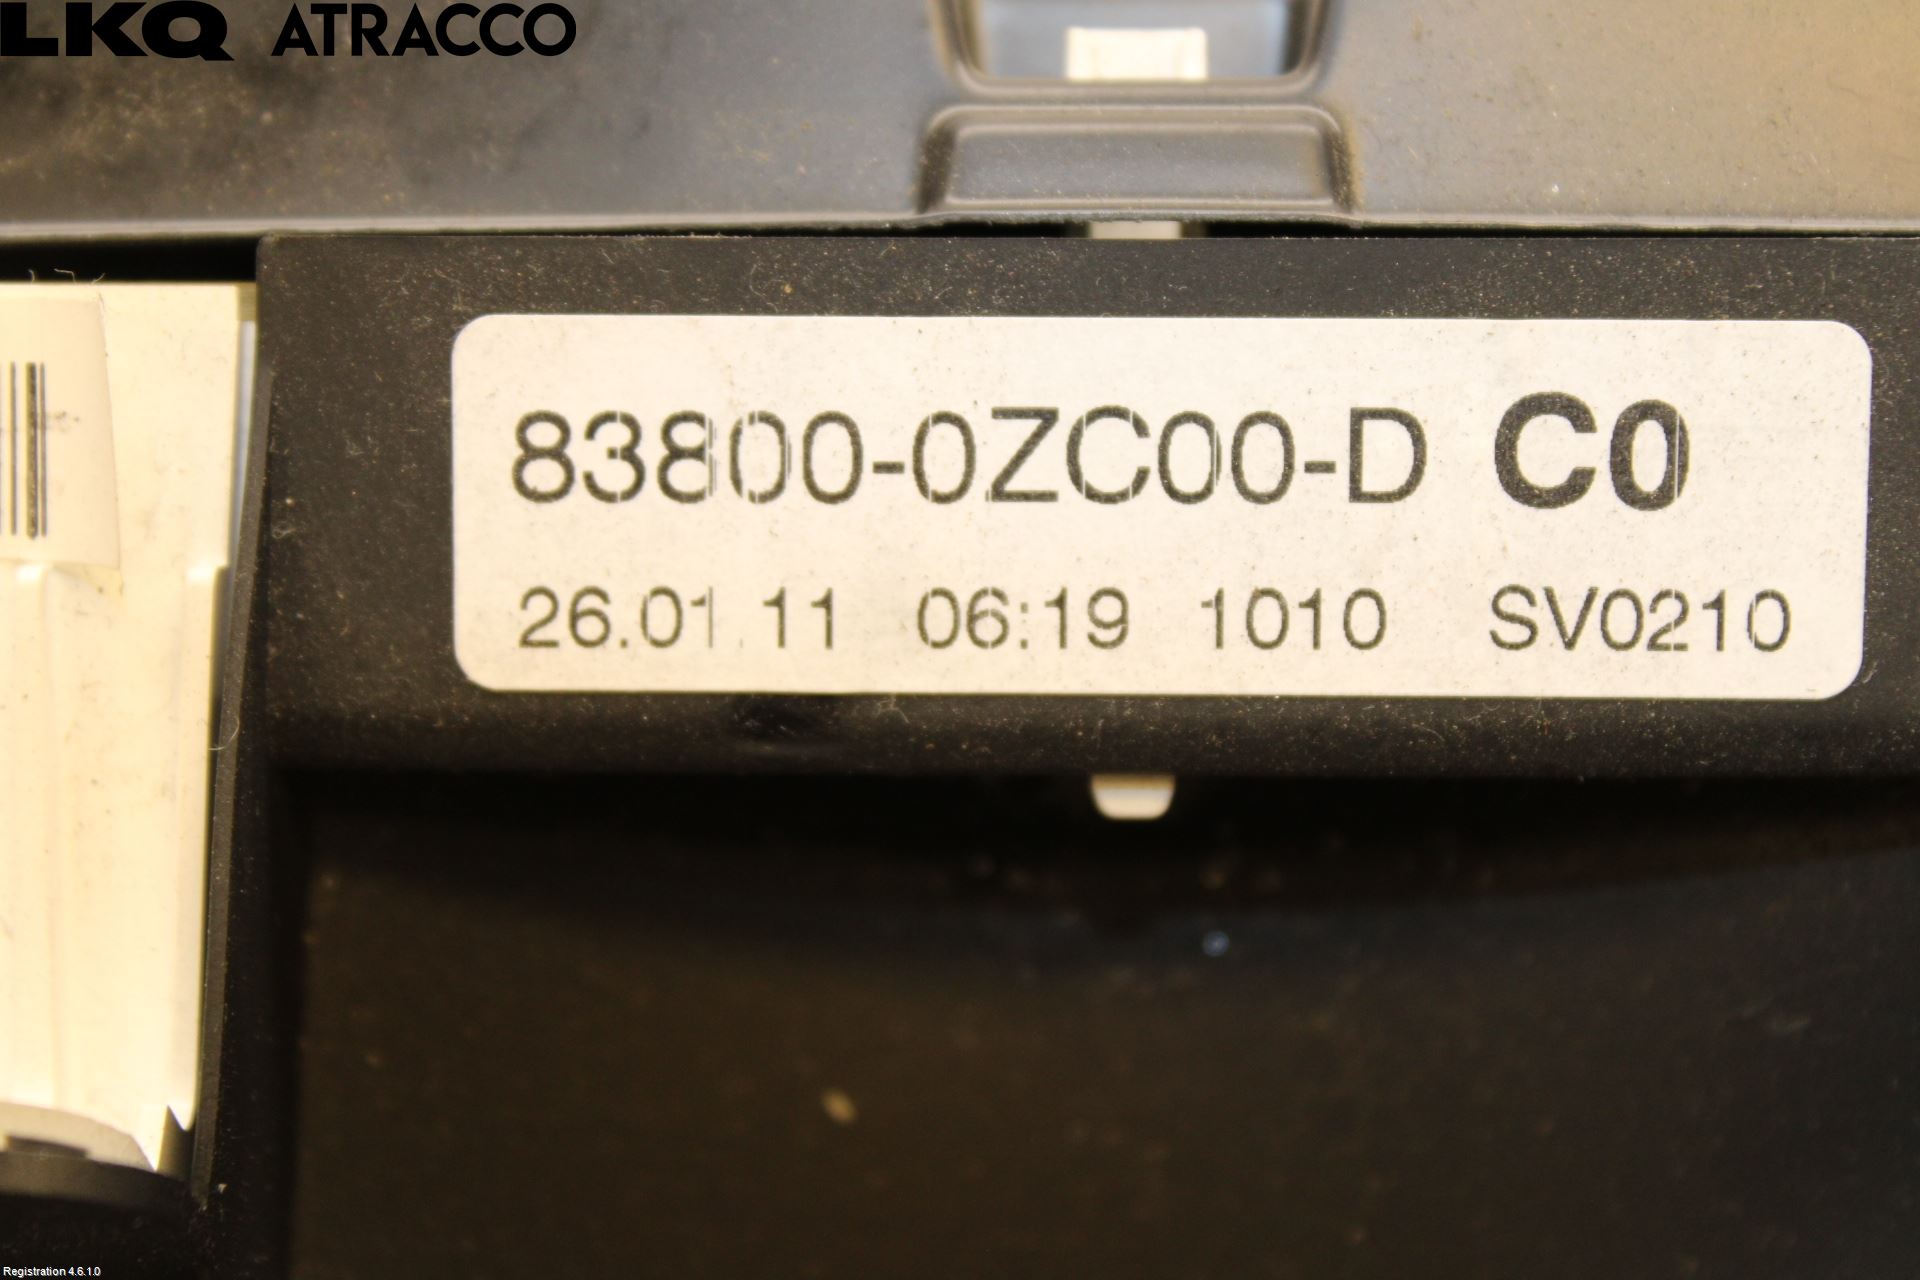 LKQ ATRACCO
83800-0ZC00-D C0
26.01.11 06:19 1010 SV0210
Registration 4.6.1.0